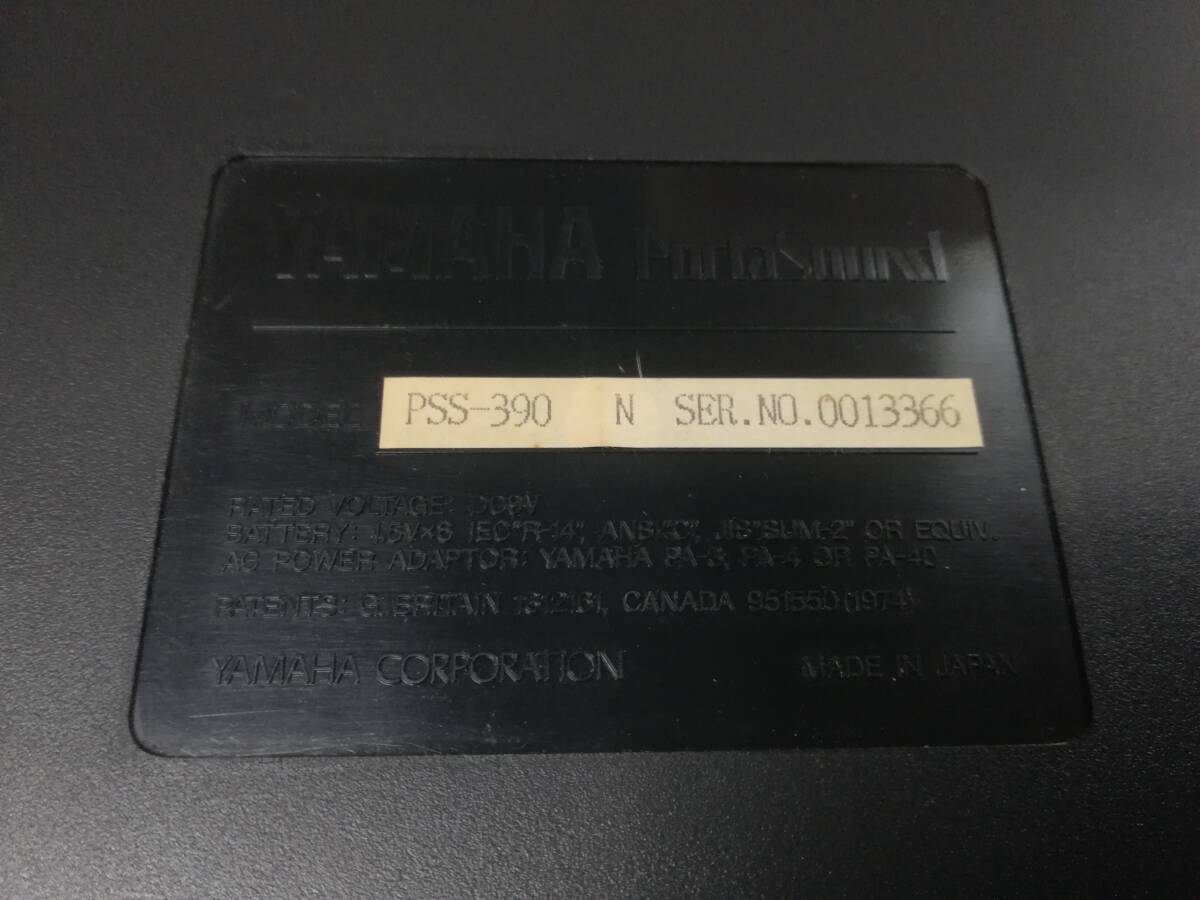 YAMAHA PortaSound
MODEL PSS-390 N SER.NO.0013366
RATED VOLTAGE: DC9V
BATTERY: 1.5V×6 IEC"R-14", ANSI"C", JIS"SUM-2" OR EQUIV.
AC POWER ADAPTOR: YAMAHA PA-3, PA-4 OR PA-40
PATENTS: G.BRITAIN 1312161, CANADA 951550(1974)
YAMAHA CORPORATION MADE IN JAPAN